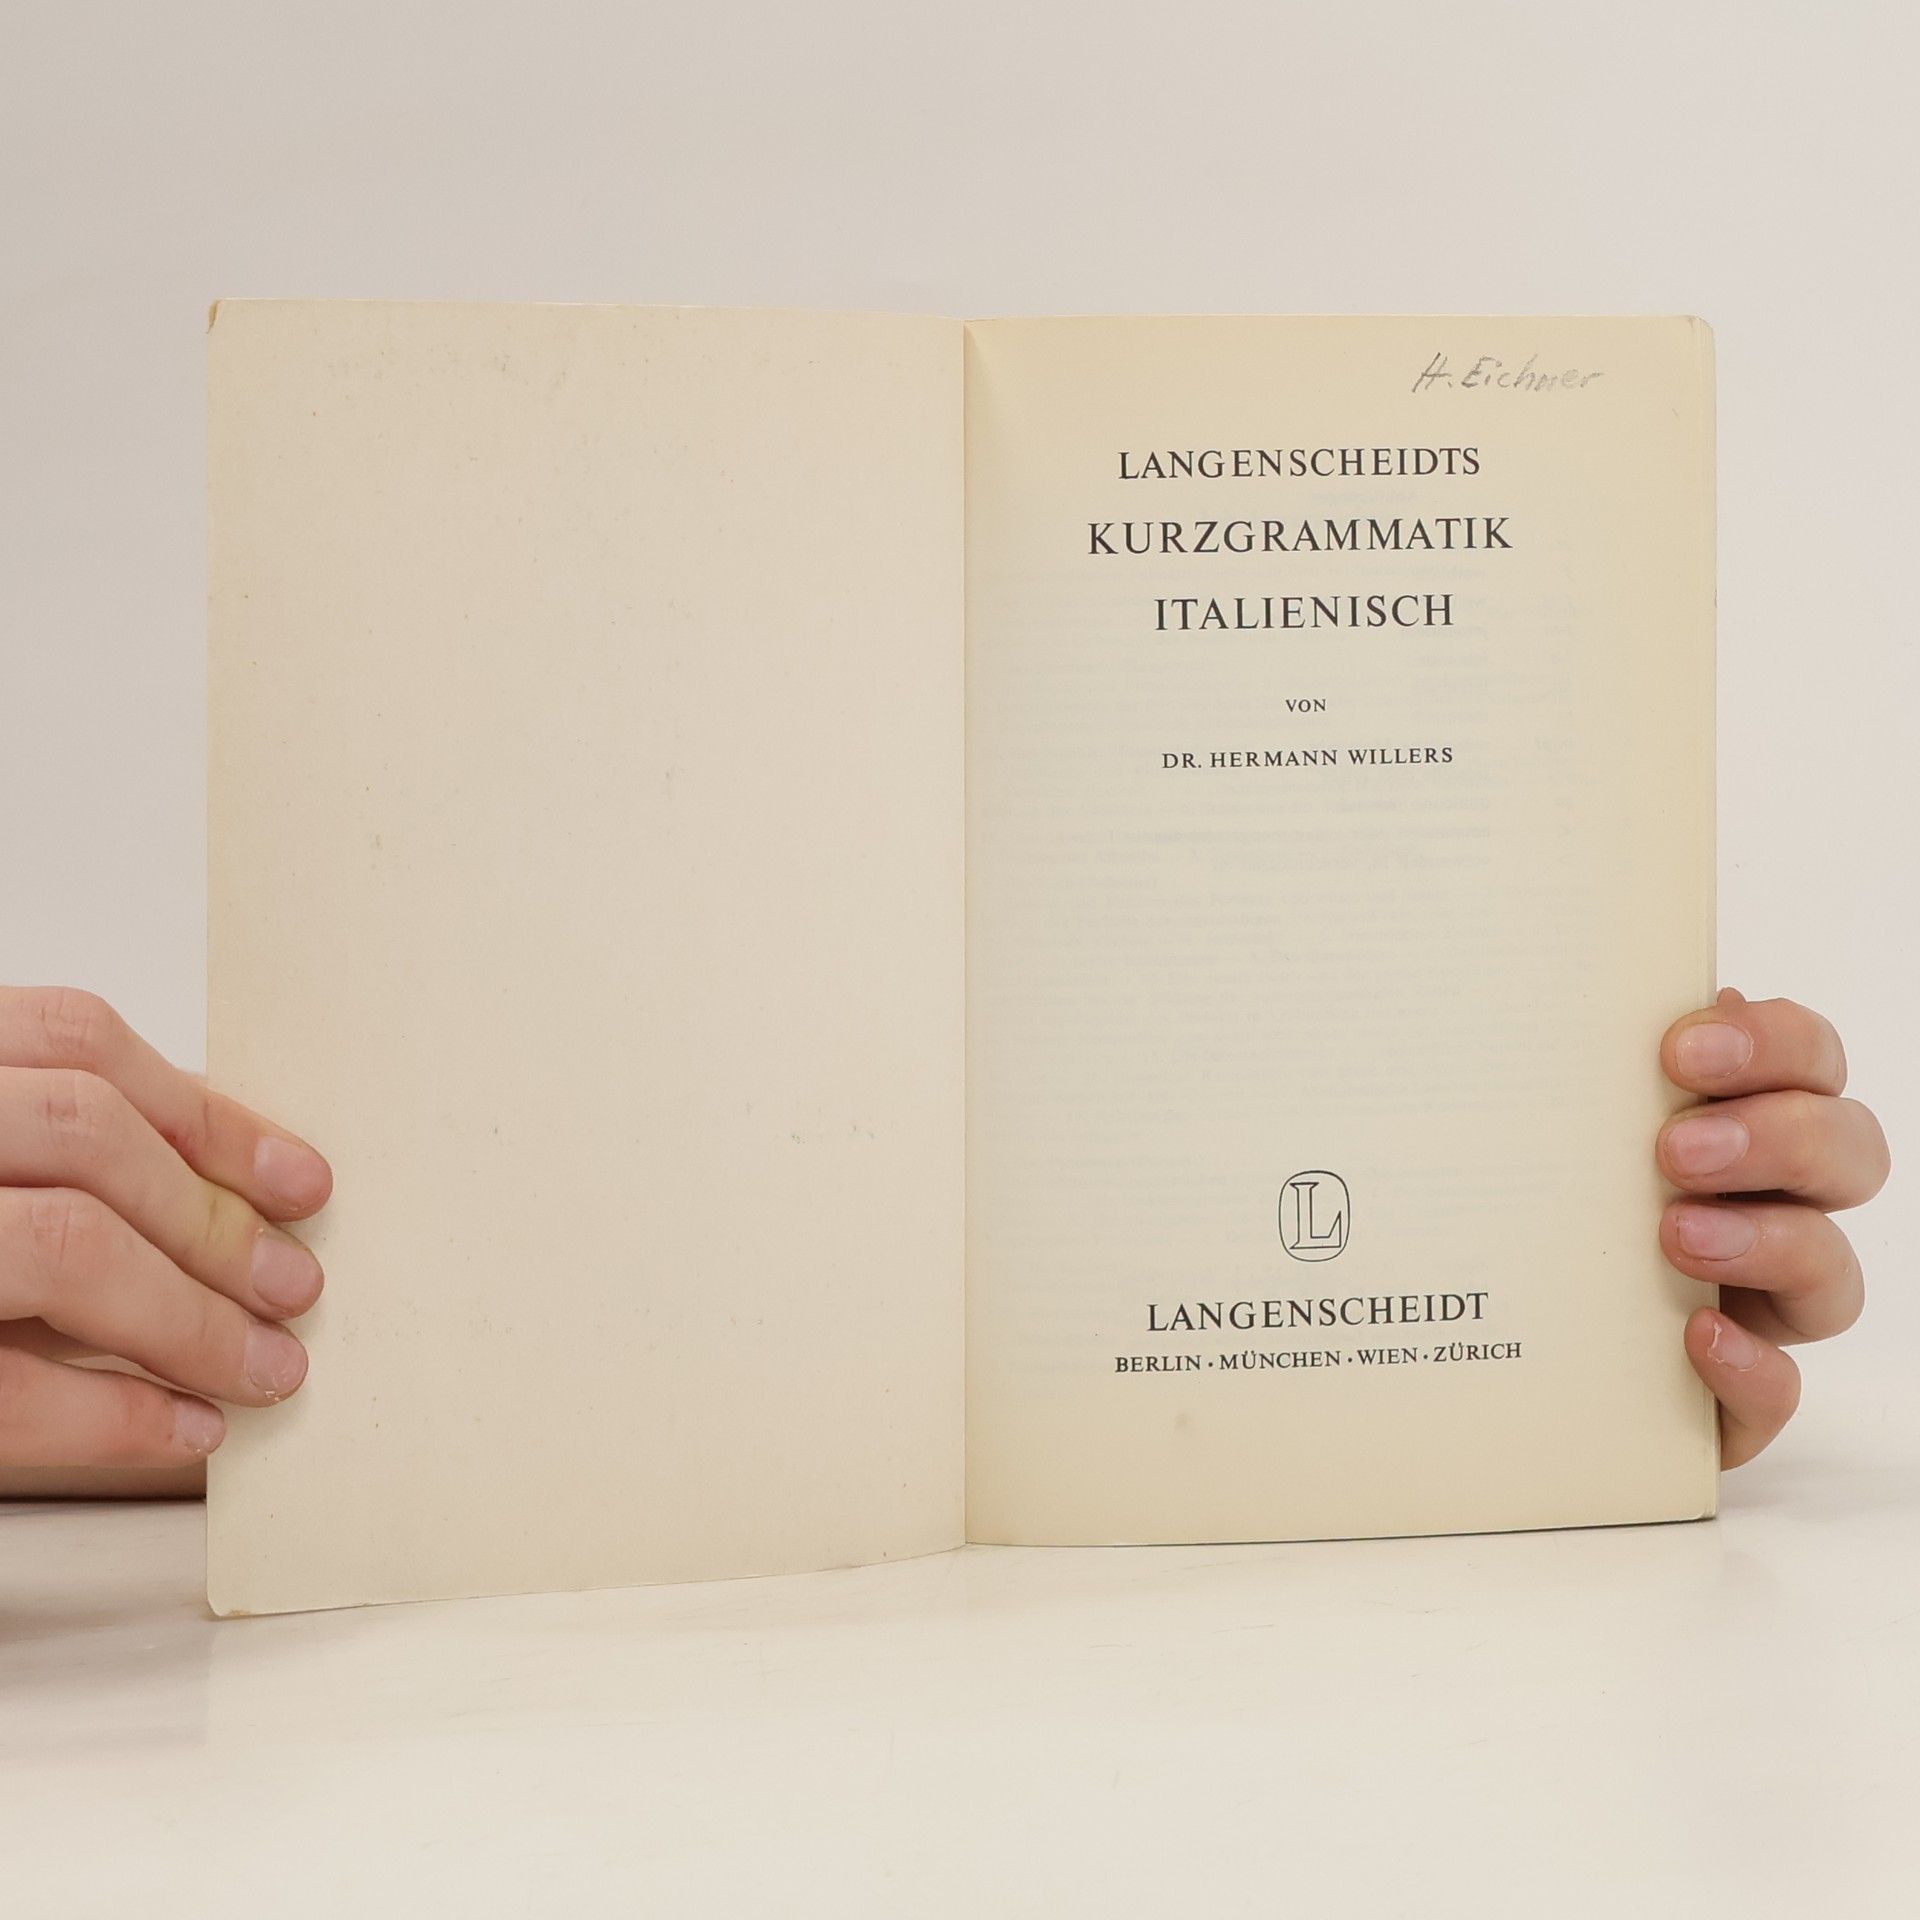 H. Eichner
LANGENSCHEIDTS
KURZGRAMMATIK
ITALIENISCH
VON
DR. HERMANN WILLERS
L
LANGENSCHEIDT
BERLIN · MÜNCHEN · WIEN · ZÜRICH